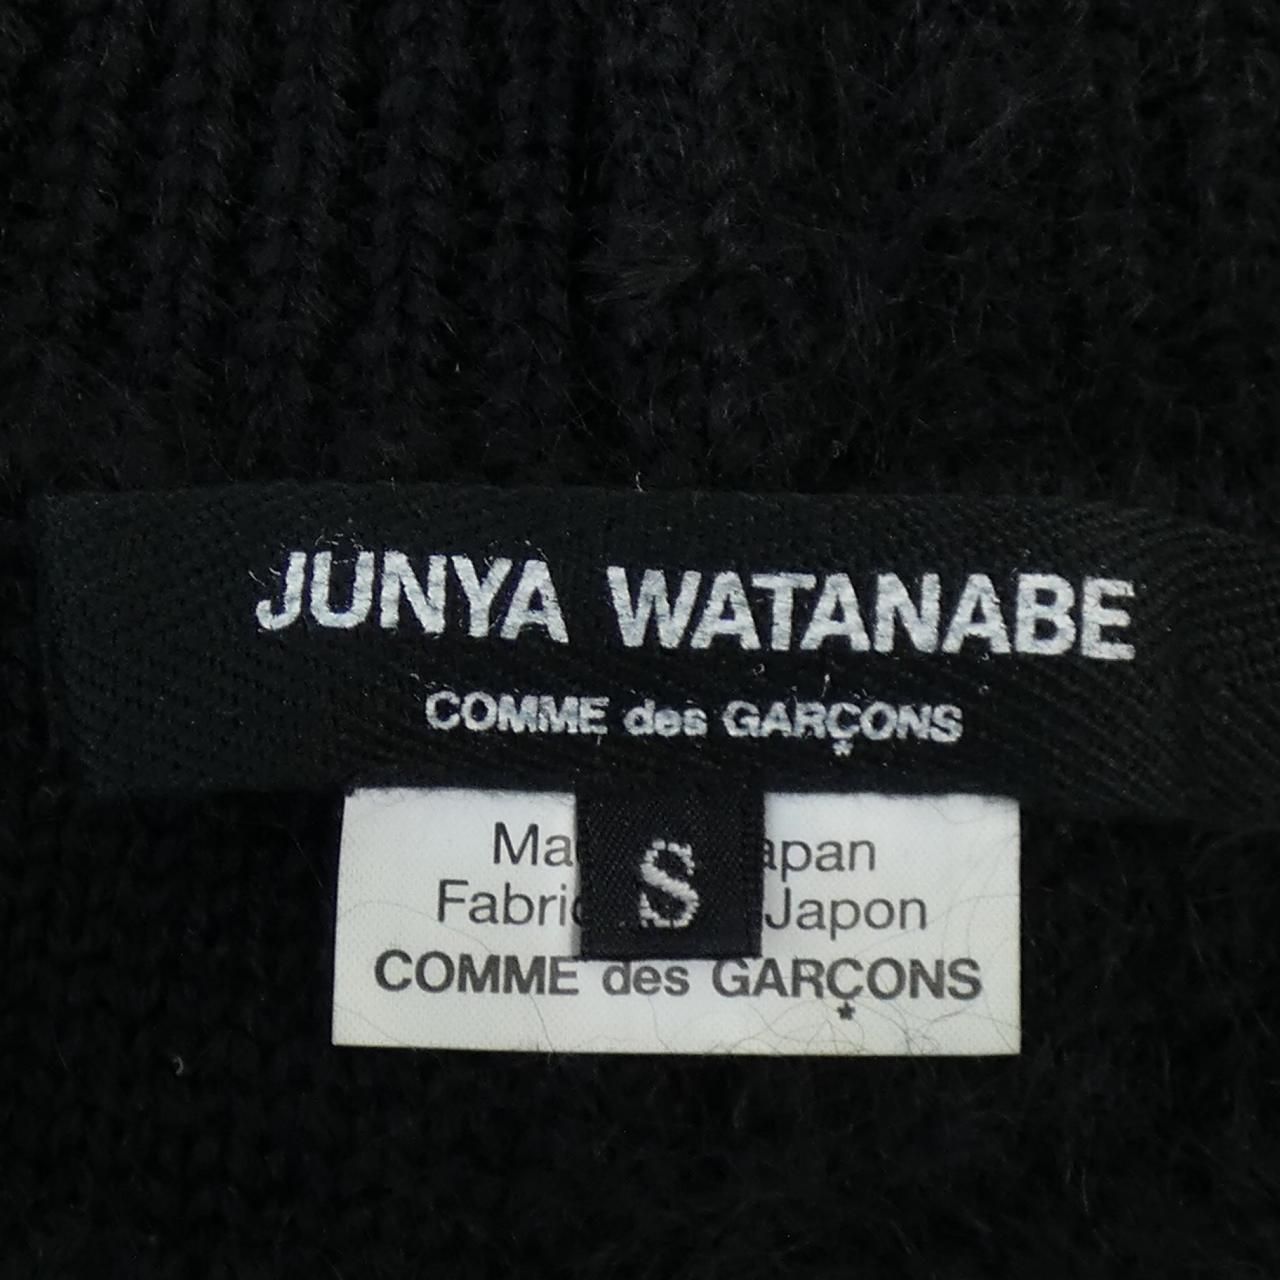 JUNYA WATANABE
COMME des GARÇONS
S
Ma apan
Fabric Japon
COMME des GARÇONS
*